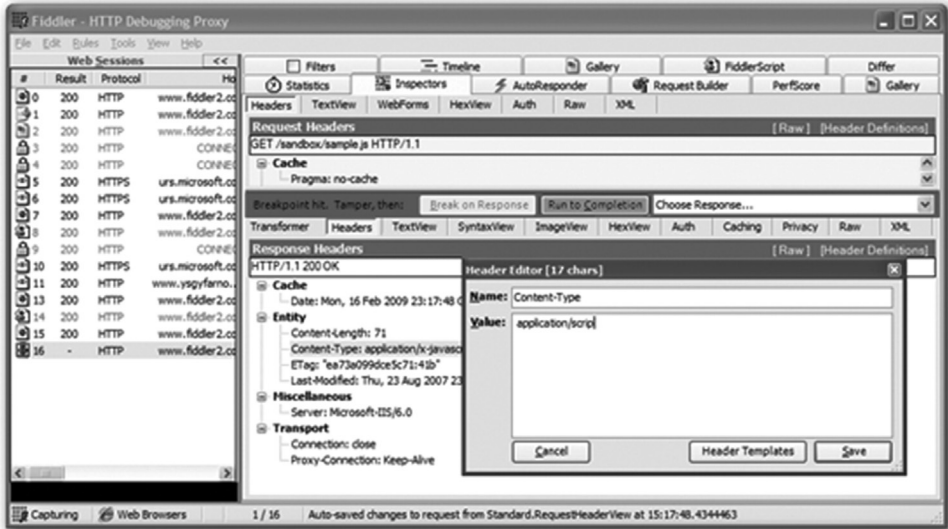 Fiddler - HTTP Debugging Proxy
File Edit Rules Tools View Help
Web Sessions <<
# Result Protocol Ho
0 200 HTTP www.fiddler2.co
1 200 HTTP www.fiddler2.co
2 200 HTTP www.fiddler2.co
3 200 HTTP CONNEC
4 200 HTTP CONNEC
5 200 HTTPS urs.microsoft.co
6 200 HTTPS urs.microsoft.co
7 200 HTTP www.fiddler2.co
8 200 HTTP www.fiddler2.co
9 200 HTTP CONNE
10 200 HTTPS urs.microsoft.co
11 200 HTTP www.ysgyfarno..
13 200 HTTP www.fiddler2.co
14 200 HTTP www.fiddler2.co
15 200 HTTP www.fiddler2.co
16 - HTTP www.fiddler2.co
Filters Timeline Gallery FiddlerScript Differ
Statistics Inspectors AutoResponder Request Builder PerfScore Gallery
Headers TextView WebForms HexView Auth Raw XML
Request Headers [ Raw ] [Header Definitions]
GET /sandbox/sample.js HTTP/1.1
Cache
Pragma: no-cache
Breakpoint hit. Tamper, then: Break on Response Run to Completion Choose Response...
Transformer Headers TextView SyntaxView ImageView HexView Auth Caching Privacy Raw XML
Response Headers [ Raw ] [Header Definitions]
HTTP/1.1 200 OK
Cache
Date: Mon, 16 Feb 2009 23:17:48 G
Entity
Content-Length: 71
Content-Type: application/x-javascr
ETag: "ea73a099dce5c71:41b"
Last-Modified: Thu, 23 Aug 2007 23
Miscellaneous
Server: Microsoft-IIS/6.0
Transport
Connection: close
Proxy-Connection: Keep-Alive
Header Editor [17 chars]
Name: Content-Type
Value: application/scrip
Cancel Header Templates Save
Capturing Web Browsers 1 / 16 Auto-saved changes to request from Standard.RequestHeaderView at 15:17:48.4344463